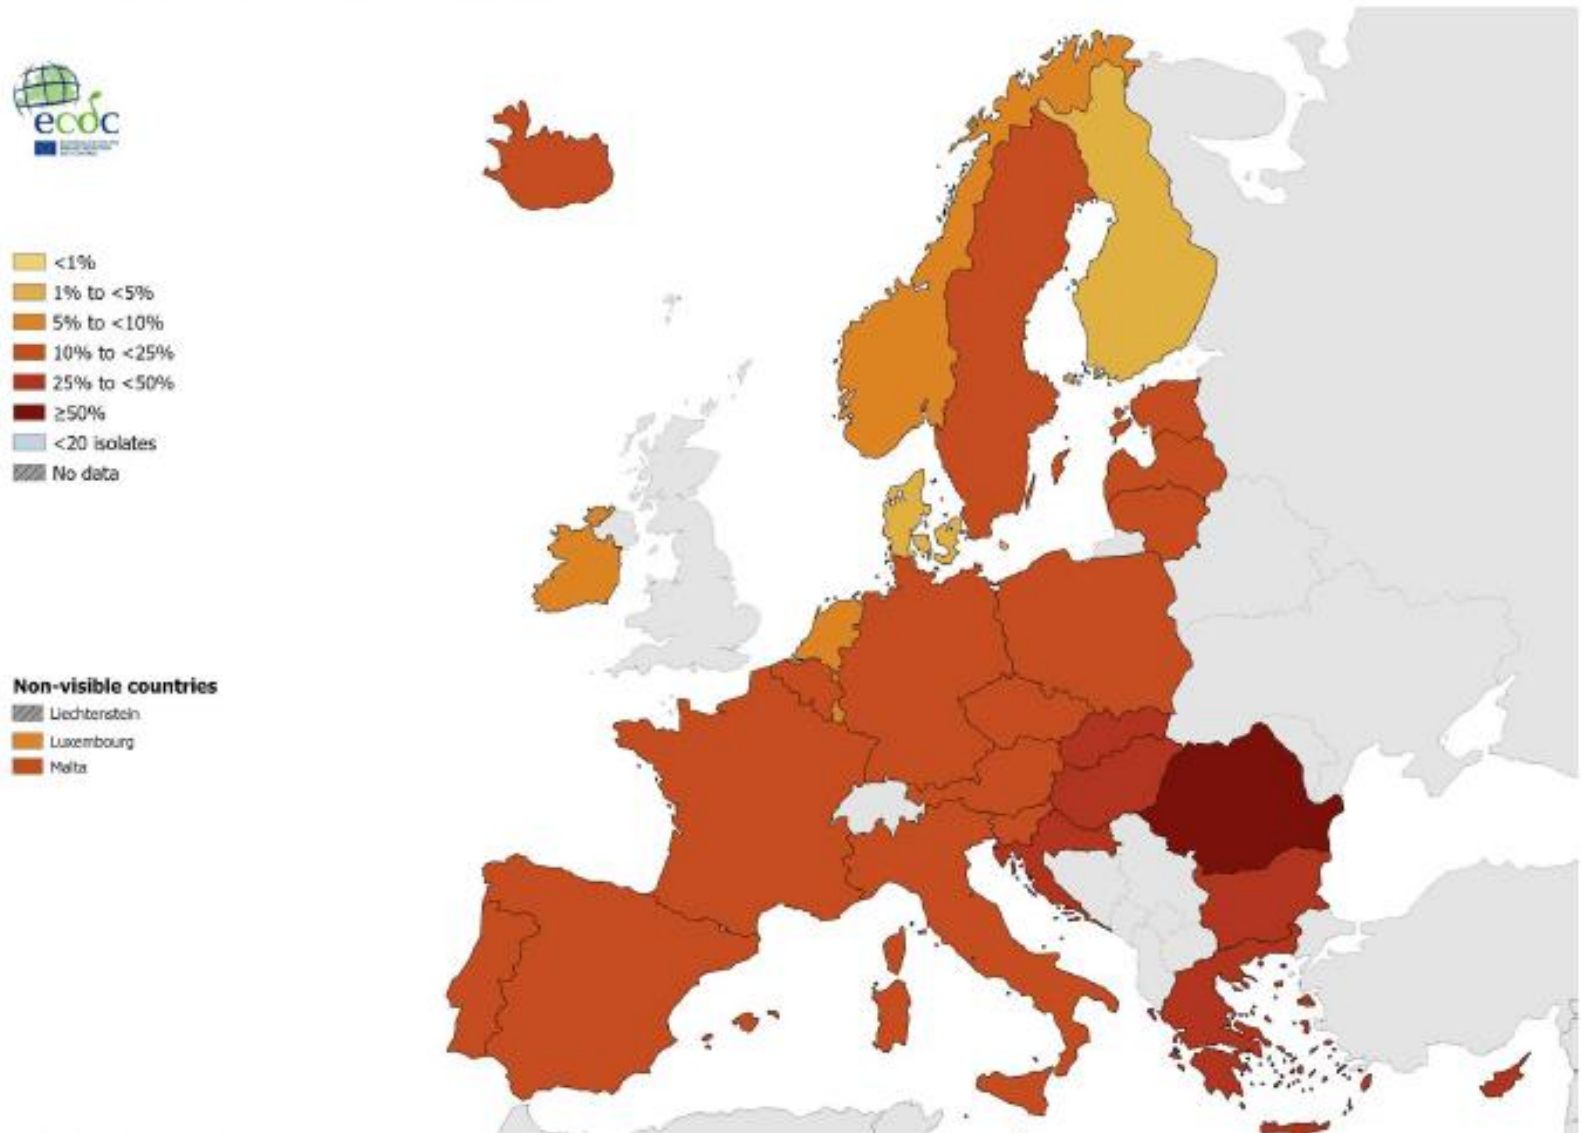 ecdc
<1%
1% to <5%
5% to <10%
10% to <25%
25% to <50%
≥50%
<20 isolates
No data
Non-visible countries
Liechtenstein
Luxembourg
Malta